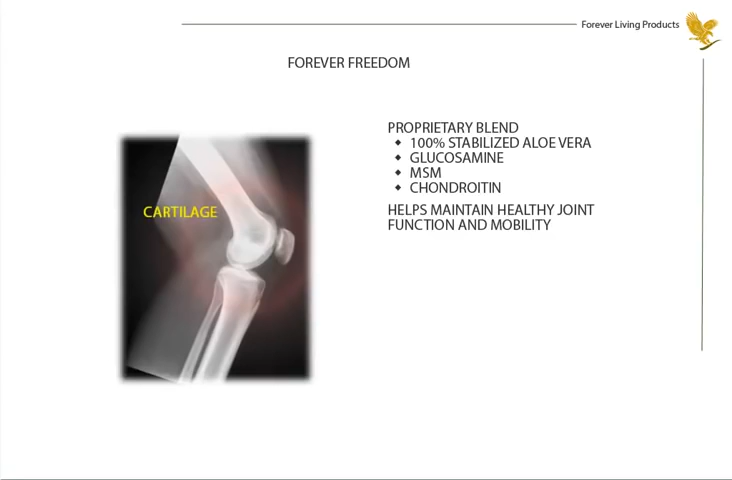 Forever Living Products
FOREVER FREEDOM
PROPRIETARY BLEND
◆ 100% STABILIZED ALOE VERA
◆ GLUCOSAMINE
◆ MSM
◆ CHONDROITIN
HELPS MAINTAIN HEALTHY JOINT
FUNCTION AND MOBILITY
CARTILAGE